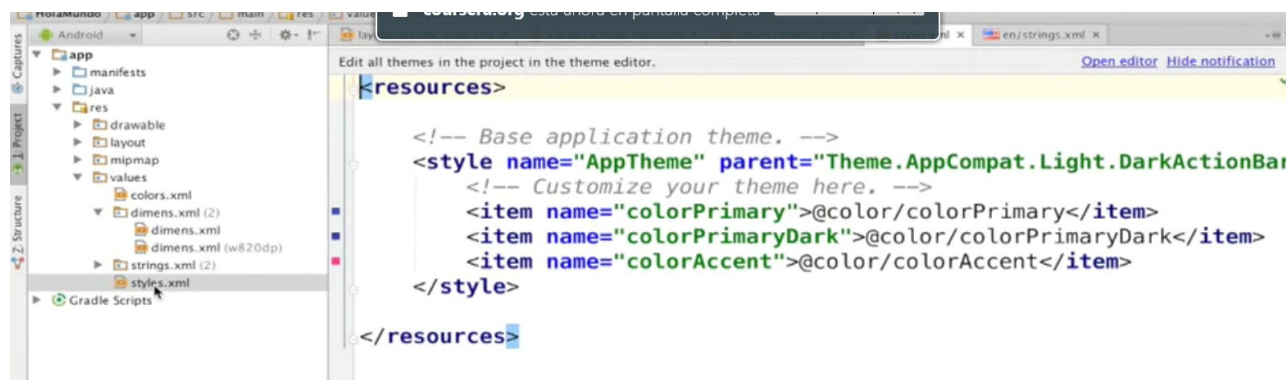 HolaMundo app src main res value
coursera.org está ahora en pantalla completa
Android
en/strings.xml
Edit all themes in the project in the theme editor.
Open editor Hide notification
Captures
1: Project
Z: Structure
app
manifests
java
res
drawable
layout
mipmap
values
colors.xml
dimens.xml (2)
dimens.xml
dimens.xml (w820dp)
strings.xml (2)
styles.xml
Gradle Scripts
<resources>
<!-- Base application theme. -->
<style name="AppTheme" parent="Theme.AppCompat.Light.DarkActionBar
<!-- Customize your theme here. -->
<item name="colorPrimary">@color/colorPrimary</item>
<item name="colorPrimaryDark">@color/colorPrimaryDark</item>
<item name="colorAccent">@color/colorAccent</item>
</style>
</resources>